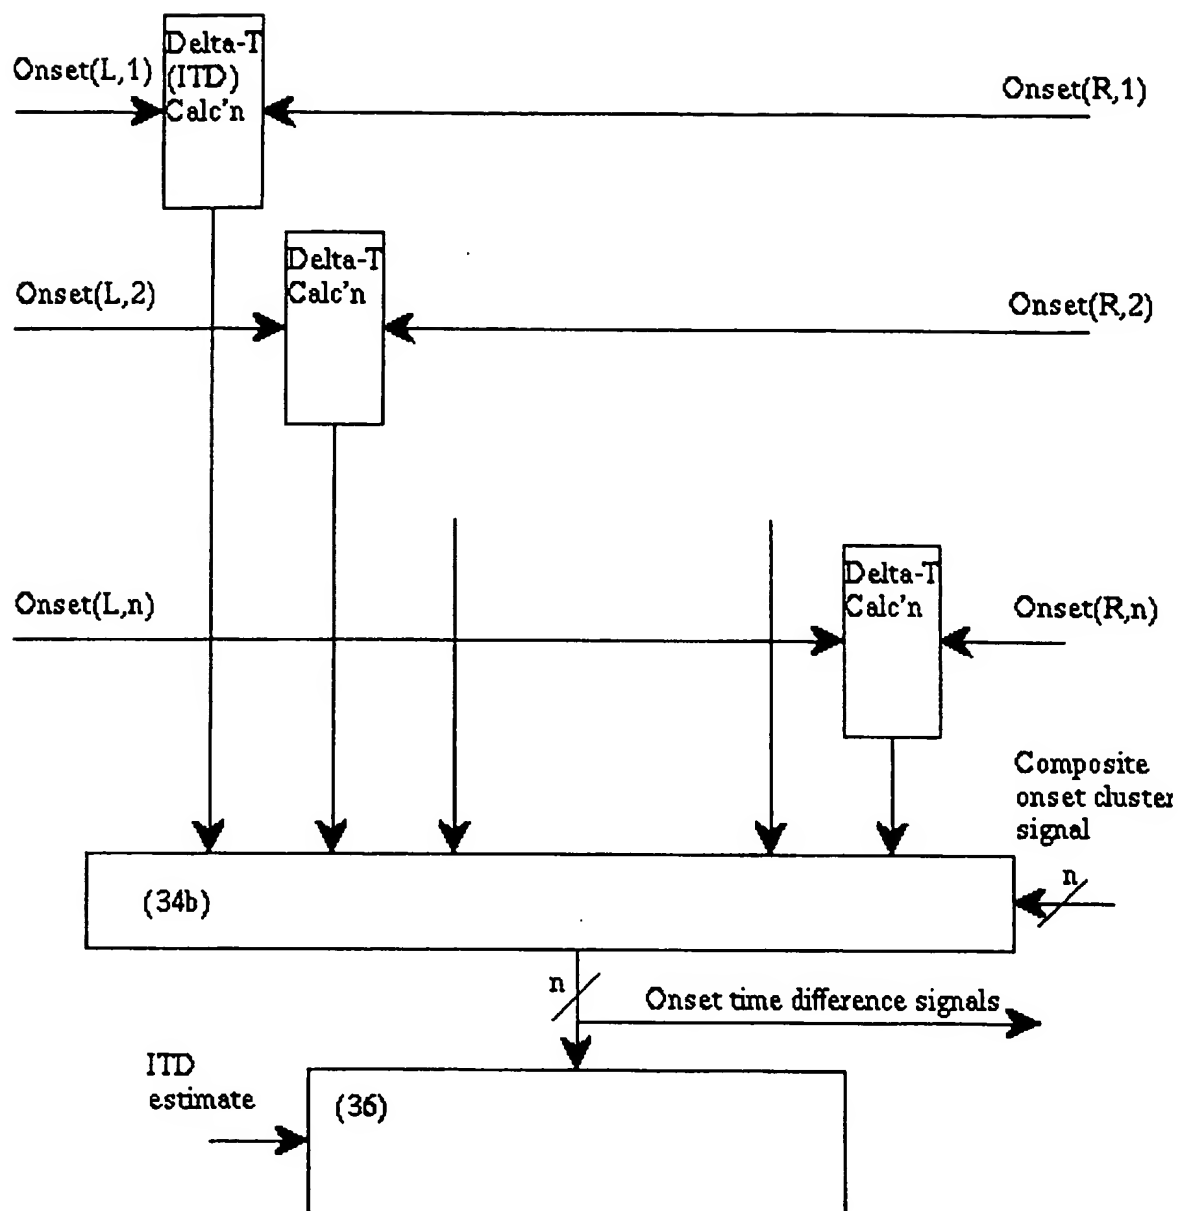 Delta-T
(ITD)
Calc'n
Onset(L,1)
Onset(R,1)
Delta-T
Calc'n
Onset(L,2)
Onset(R,2)
Delta-T
Calc'n
Onset(L,n)
Onset(R,n)
Composite
onset cluster
signal
n
(34b)
n
Onset time difference signals
ITD
estimate
(36)